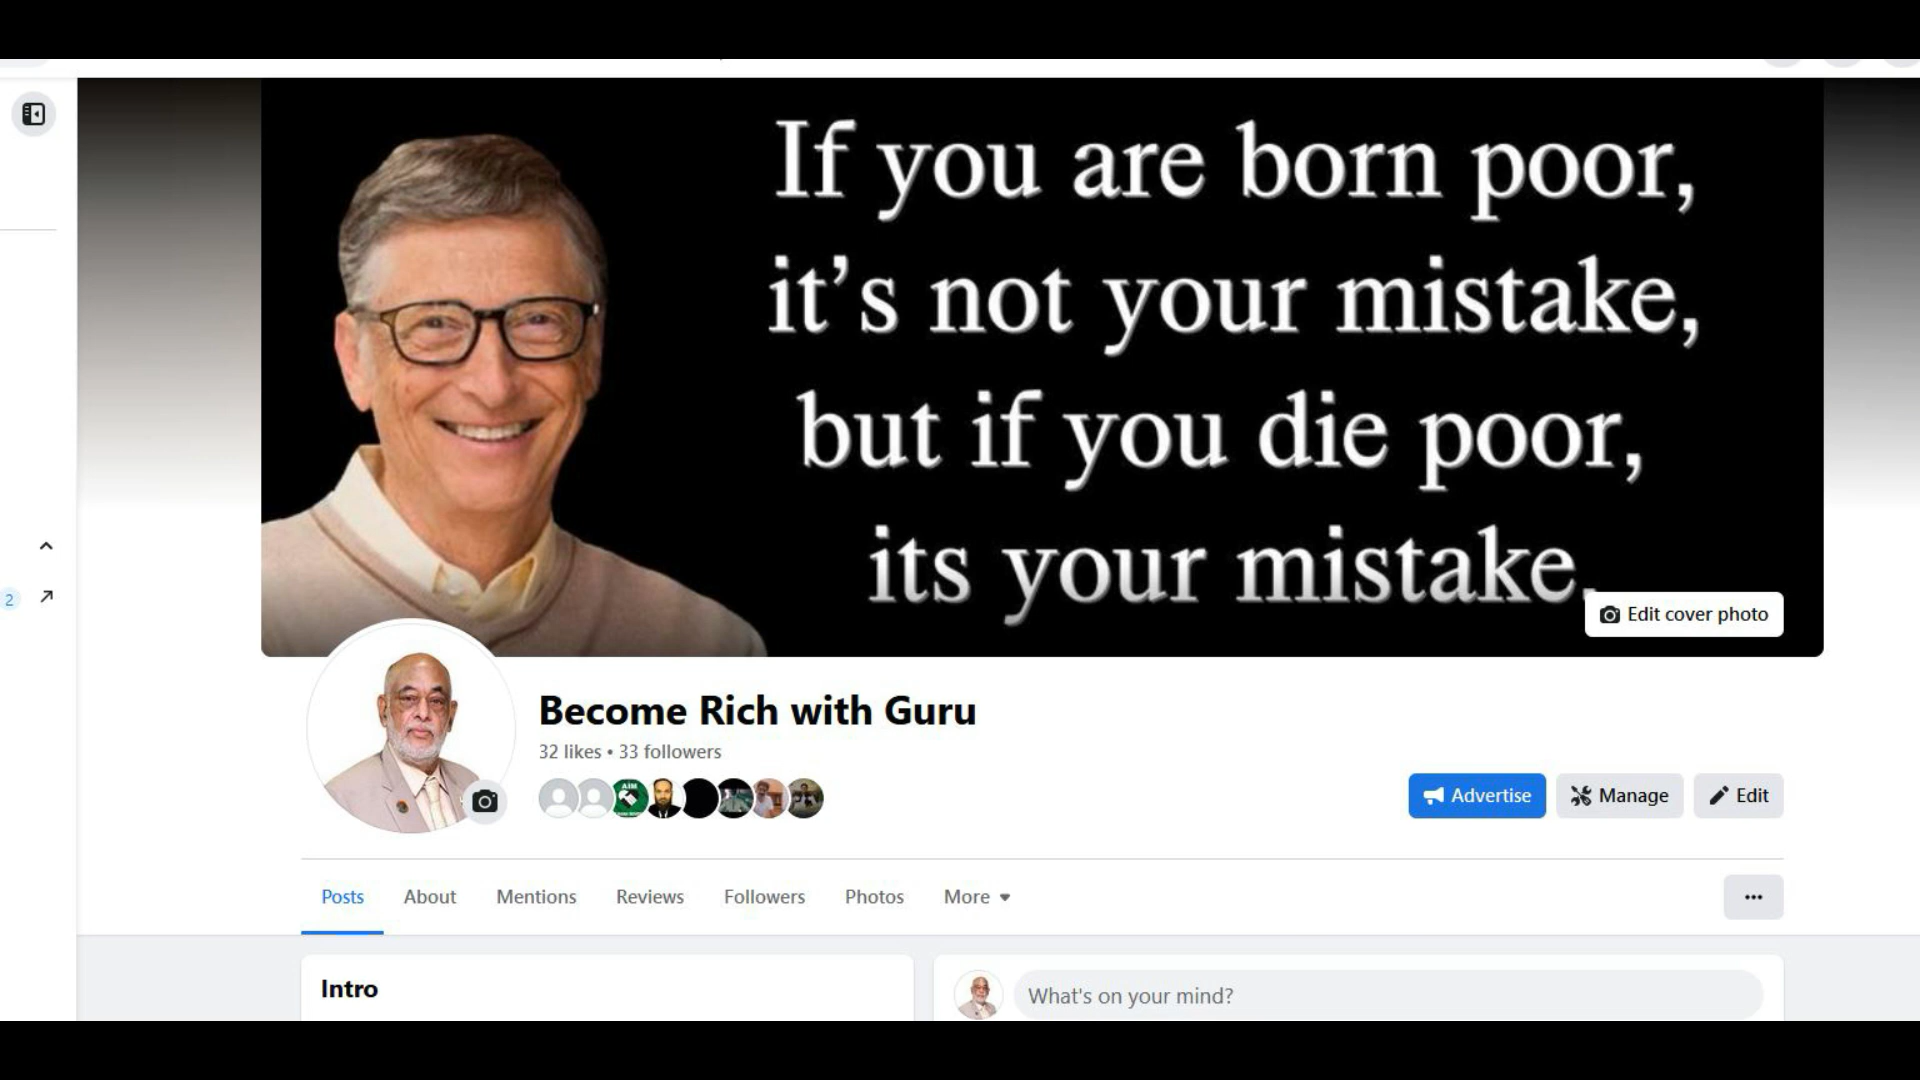 If you are born poor,
it’s not your mistake,
but if you die poor,
its your mistake.
Edit cover photo
Become Rich with Guru
32 likes • 33 followers
AIM
Advertise
Manage
Edit
Posts
About
Mentions
Reviews
Followers
Photos
More
2
Intro
What's on your mind?